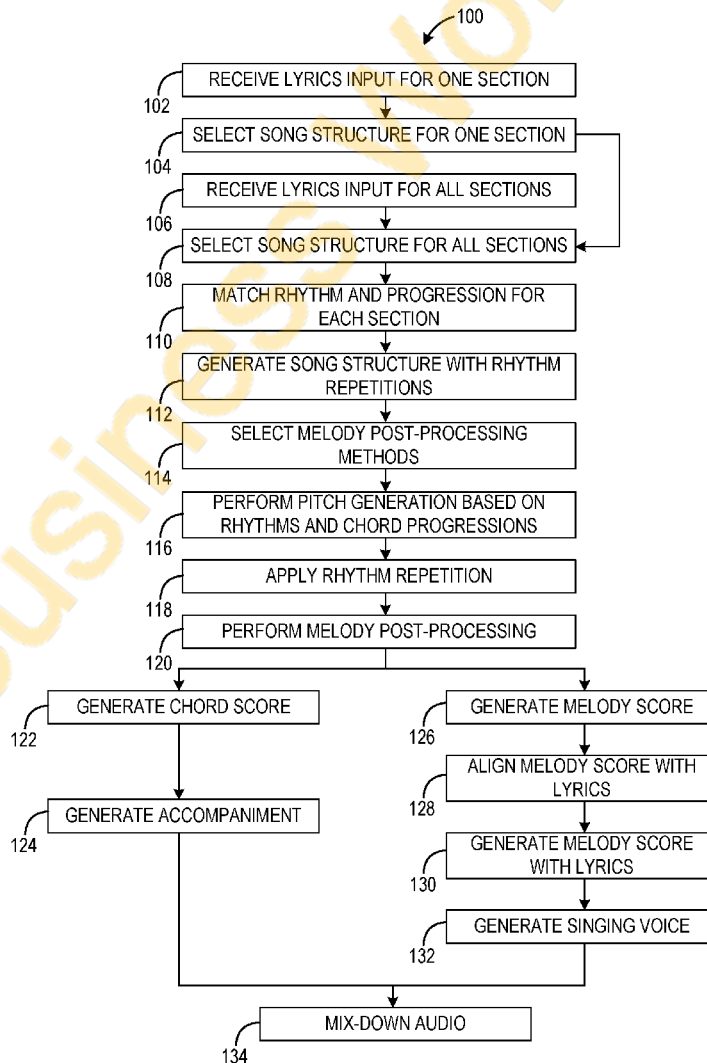 100
RECEIVE LYRICS INPUT FOR ONE SECTION
102
SELECT SONG STRUCTURE FOR ONE SECTION
104
RECEIVE LYRICS INPUT FOR ALL SECTIONS
106
SELECT SONG STRUCTURE FOR ALL SECTIONS
108
MATCH RHYTHM AND PROGRESSION FOR
EACH SECTION
110
GENERATE SONG STRUCTURE WITH RHYTHM
REPETITIONS
112
SELECT MELODY POST-PROCESSING
METHODS
114
PERFORM PITCH GENERATION BASED ON
RHYTHMS AND CHORD PROGRESSIONS
116
APPLY RHYTHM REPETITION
118
PERFORM MELODY POST-PROCESSING
120
GENERATE CHORD SCORE
122
GENERATE ACCOMPANIMENT
124
GENERATE MELODY SCORE
126
ALIGN MELODY SCORE WITH
LYRICS
128
GENERATE MELODY SCORE
WITH LYRICS
130
GENERATE SINGING VOICE
132
MIX-DOWN AUDIO
134